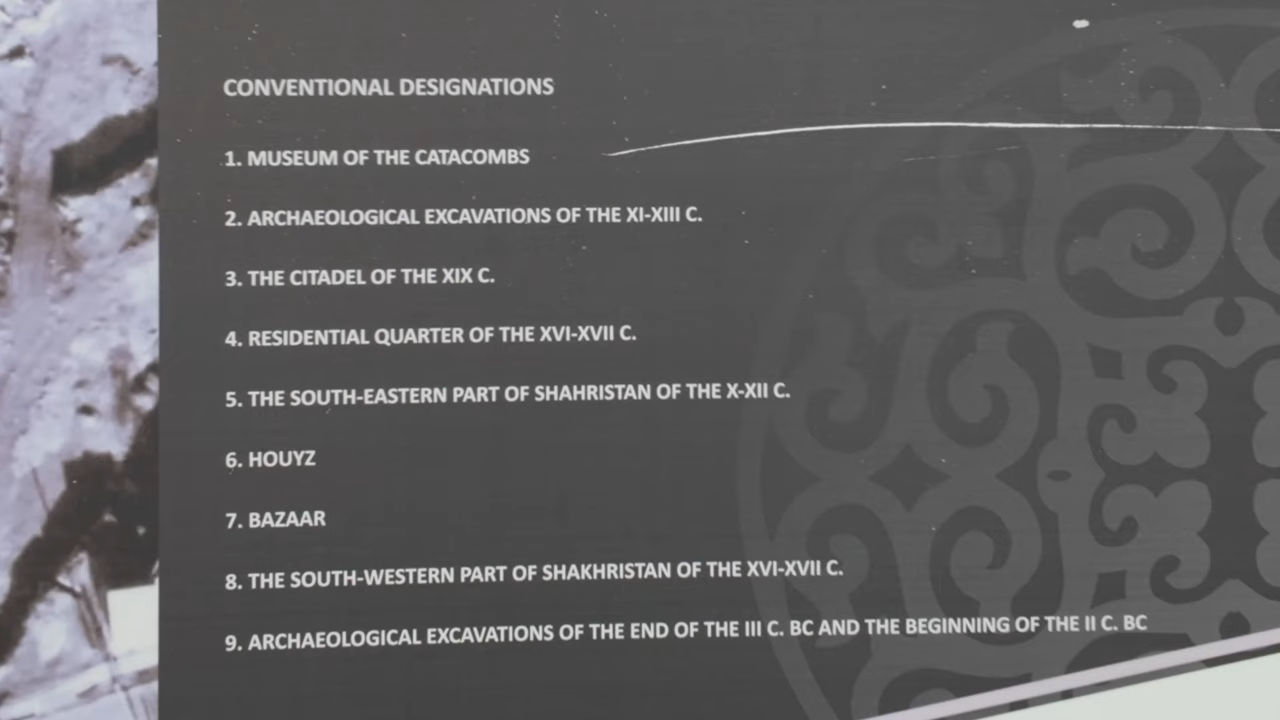 CONVENTIONAL DESIGNATIONS
1. MUSEUM OF THE CATACOMBS
2. ARCHAEOLOGICAL EXCAVATIONS OF THE XI-XIII C.
3. THE CITADEL OF THE XIX C.
4. RESIDENTIAL QUARTER OF THE XVI-XVII C.
5. THE SOUTH-EASTERN PART OF SHAHRISTAN OF THE X-XII C.
6. HOUYZ
7. BAZAAR
8. THE SOUTH-WESTERN PART OF SHAKHRISTAN OF THE XVI-XVII C.
9. ARCHAEOLOGICAL EXCAVATIONS OF THE END OF THE III C. BC AND THE BEGINNING OF THE II C. BC